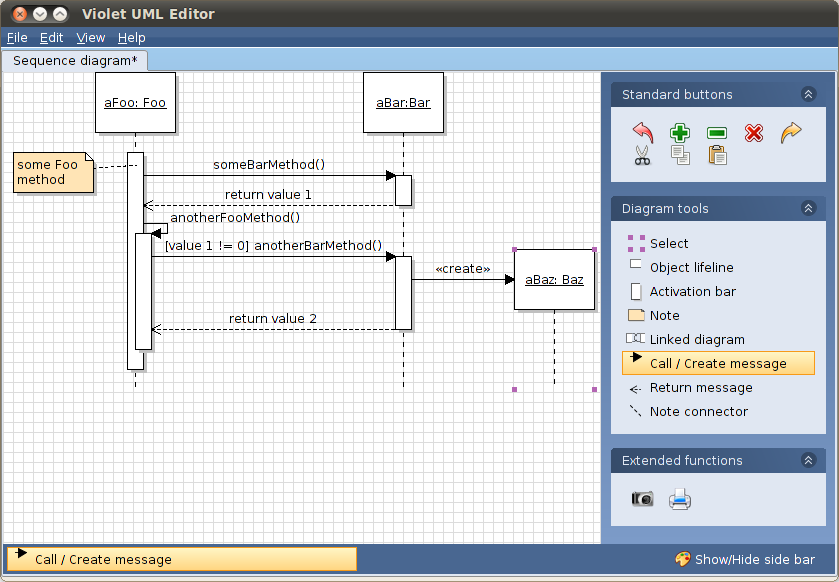 Violet UML Editor
File Edit View Help
Sequence diagram*
aFoo: Foo
aBar:Bar
some Foo
method
someBarMethod()
return value 1
anotherFooMethod()
[value 1 != 0] anotherBarMethod()
«create»
aBaz: Baz
return value 2
Standard buttons
Diagram tools
Select
Object lifeline
Activation bar
Note
Linked diagram
Call / Create message
Return message
Note connector
Extended functions
Call / Create message
Show/Hide side bar